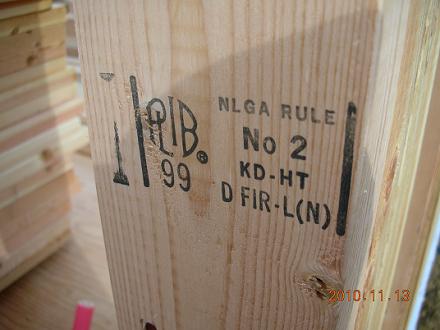 PLIB®
99
NLGA RULE
No 2
KD-HT
D FIR-L(N)
2010.11.13